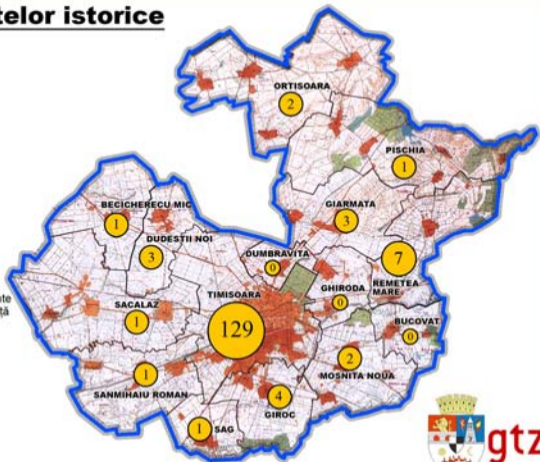 telor istorice
ORTISOARA
2
PISCHIA
1
BECICHERECU MIC
1
GIARMATA
3
DUDESTII NOI
3
DUMBRAVITA
0
7
REMETEA
MARE
GHIRODA
0
TIMISOARA
129
SACALAZ
1
BUCOVAT
0
MOSNITA NOUA
2
SANMIHAIU ROMAN
1
GIROC
4
SAG
1
gtz